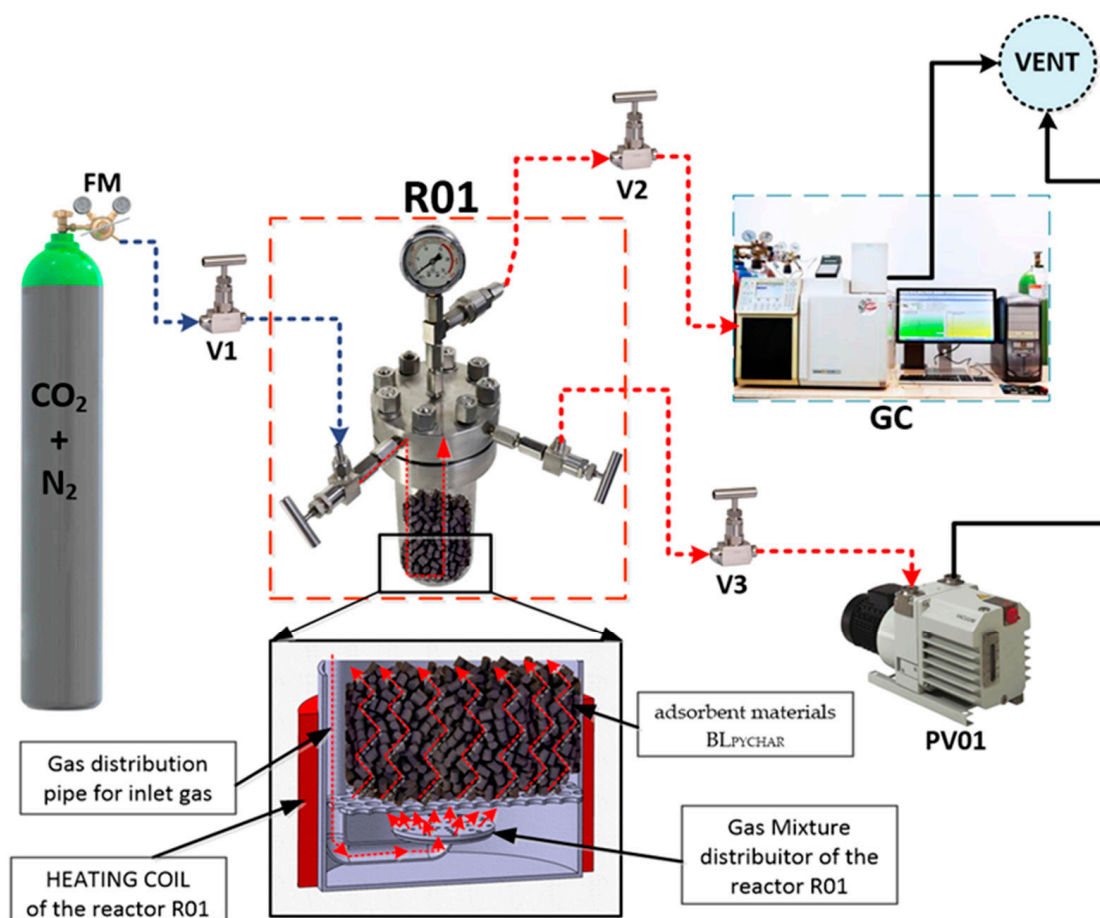 VENT
FM
V2
R01
V1
CO₂
+
N₂
GC
V3
adsorbent materials
BLPYCHAR
PV01
Gas distribution
pipe for inlet gas
Gas Mixture
distribuitor of the
reactor R01
HEATING COIL
of the reactor R01